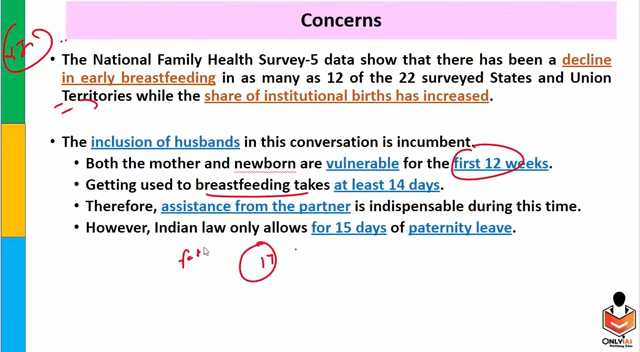 Concerns
The National Family Health Survey-5 data show that there has been a decline
in early breastfeeding in as many as 12 of the 22 surveyed States and Union
Territories while the share of institutional births has increased.
The inclusion of husbands in this conversation is incumbent.
Both the mother and newborn are vulnerable for the first 12 weeks.
Getting used to breastfeeding takes at least 14 days.
Therefore, assistance from the partner is indispensable during this time.
However, Indian law only allows for 15 days of paternity leave.
ONLYIAS